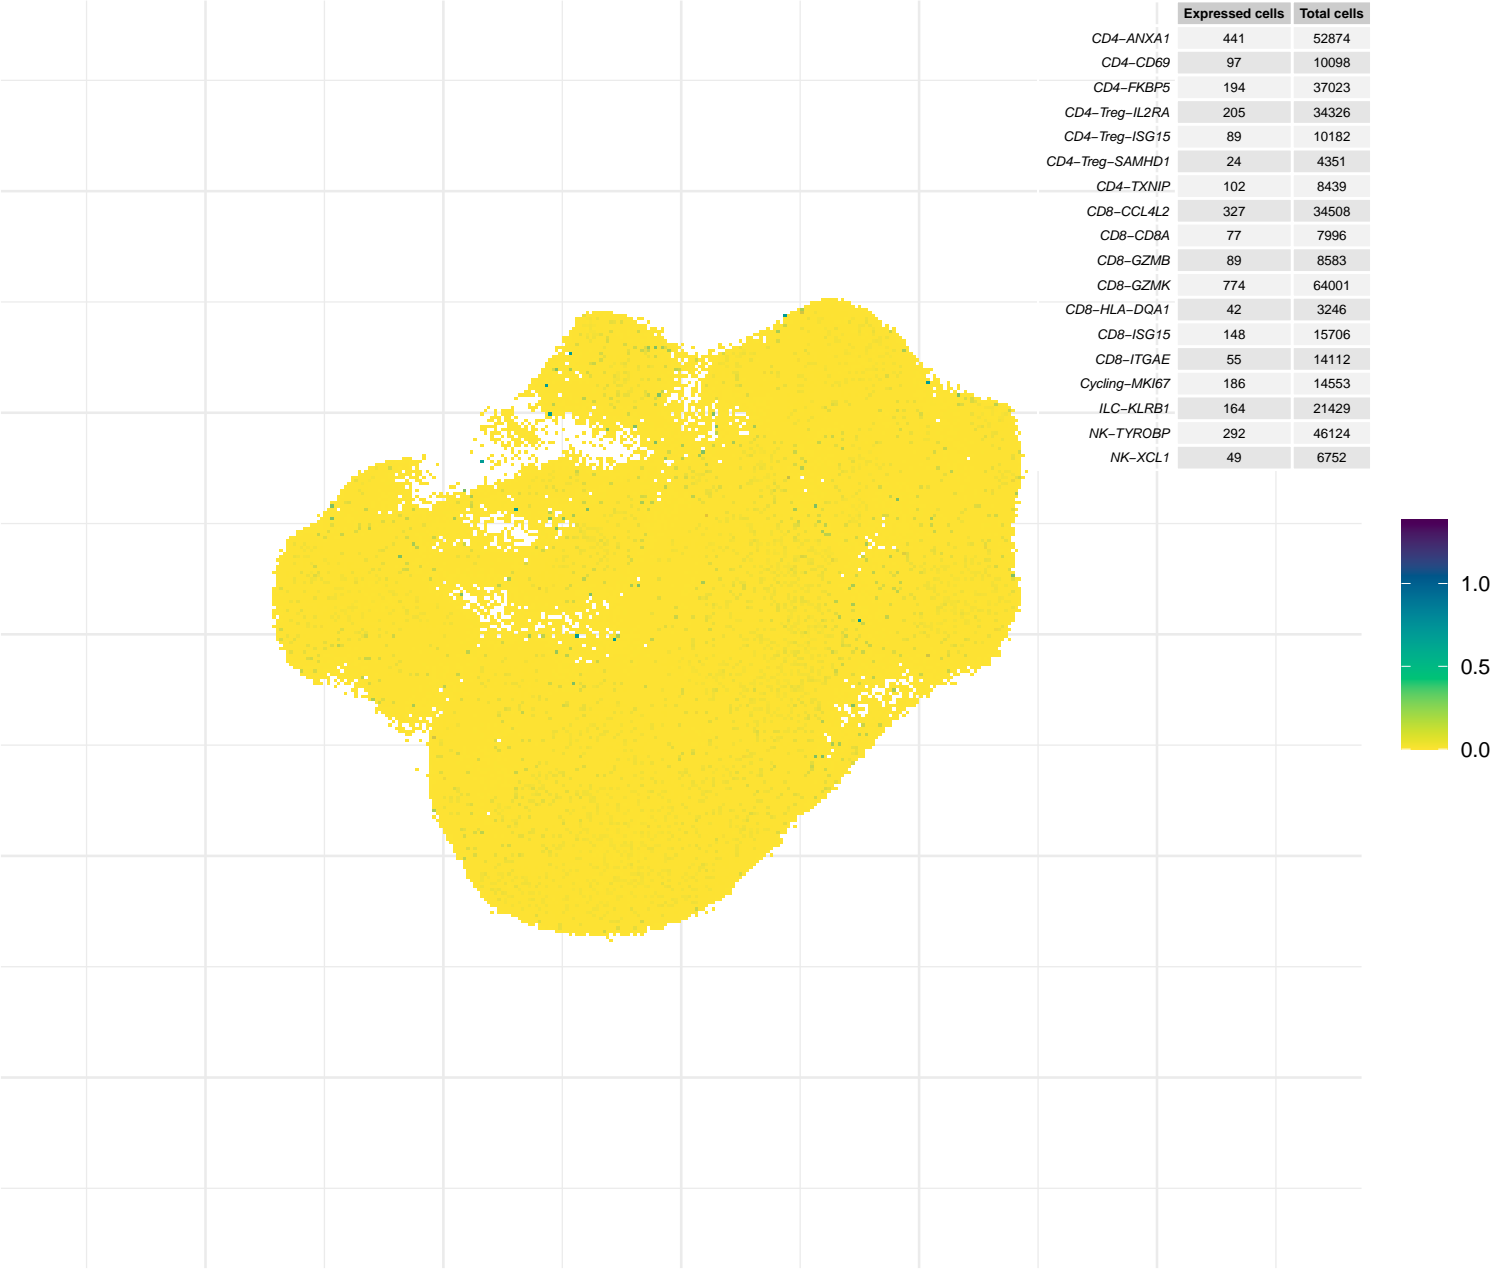 Expressed cells Total cells
CD4−ANXA1 441 52874
CD4−CD69 97 10098
CD4−FKBP5 194 37023
CD4−Treg−IL2RA 205 34326
CD4−Treg−ISG15 89 10182
CD4−Treg−SAMHD1 24 4351
CD4−TXNIP 102 8439
CD8−CCL4L2 327 34508
CD8−CD8A 77 7996
CD8−GZMB 89 8583
CD8−GZMK 774 64001
CD8−HLA−DQA1 42 3246
CD8−ISG15 148 15706
CD8−ITGAE 55 14112
Cycling−MKI67 186 14553
ILC−KLRB1 164 21429
NK−TYROBP 292 46124
NK−XCL1 49 6752
1.0
0.5
0.0